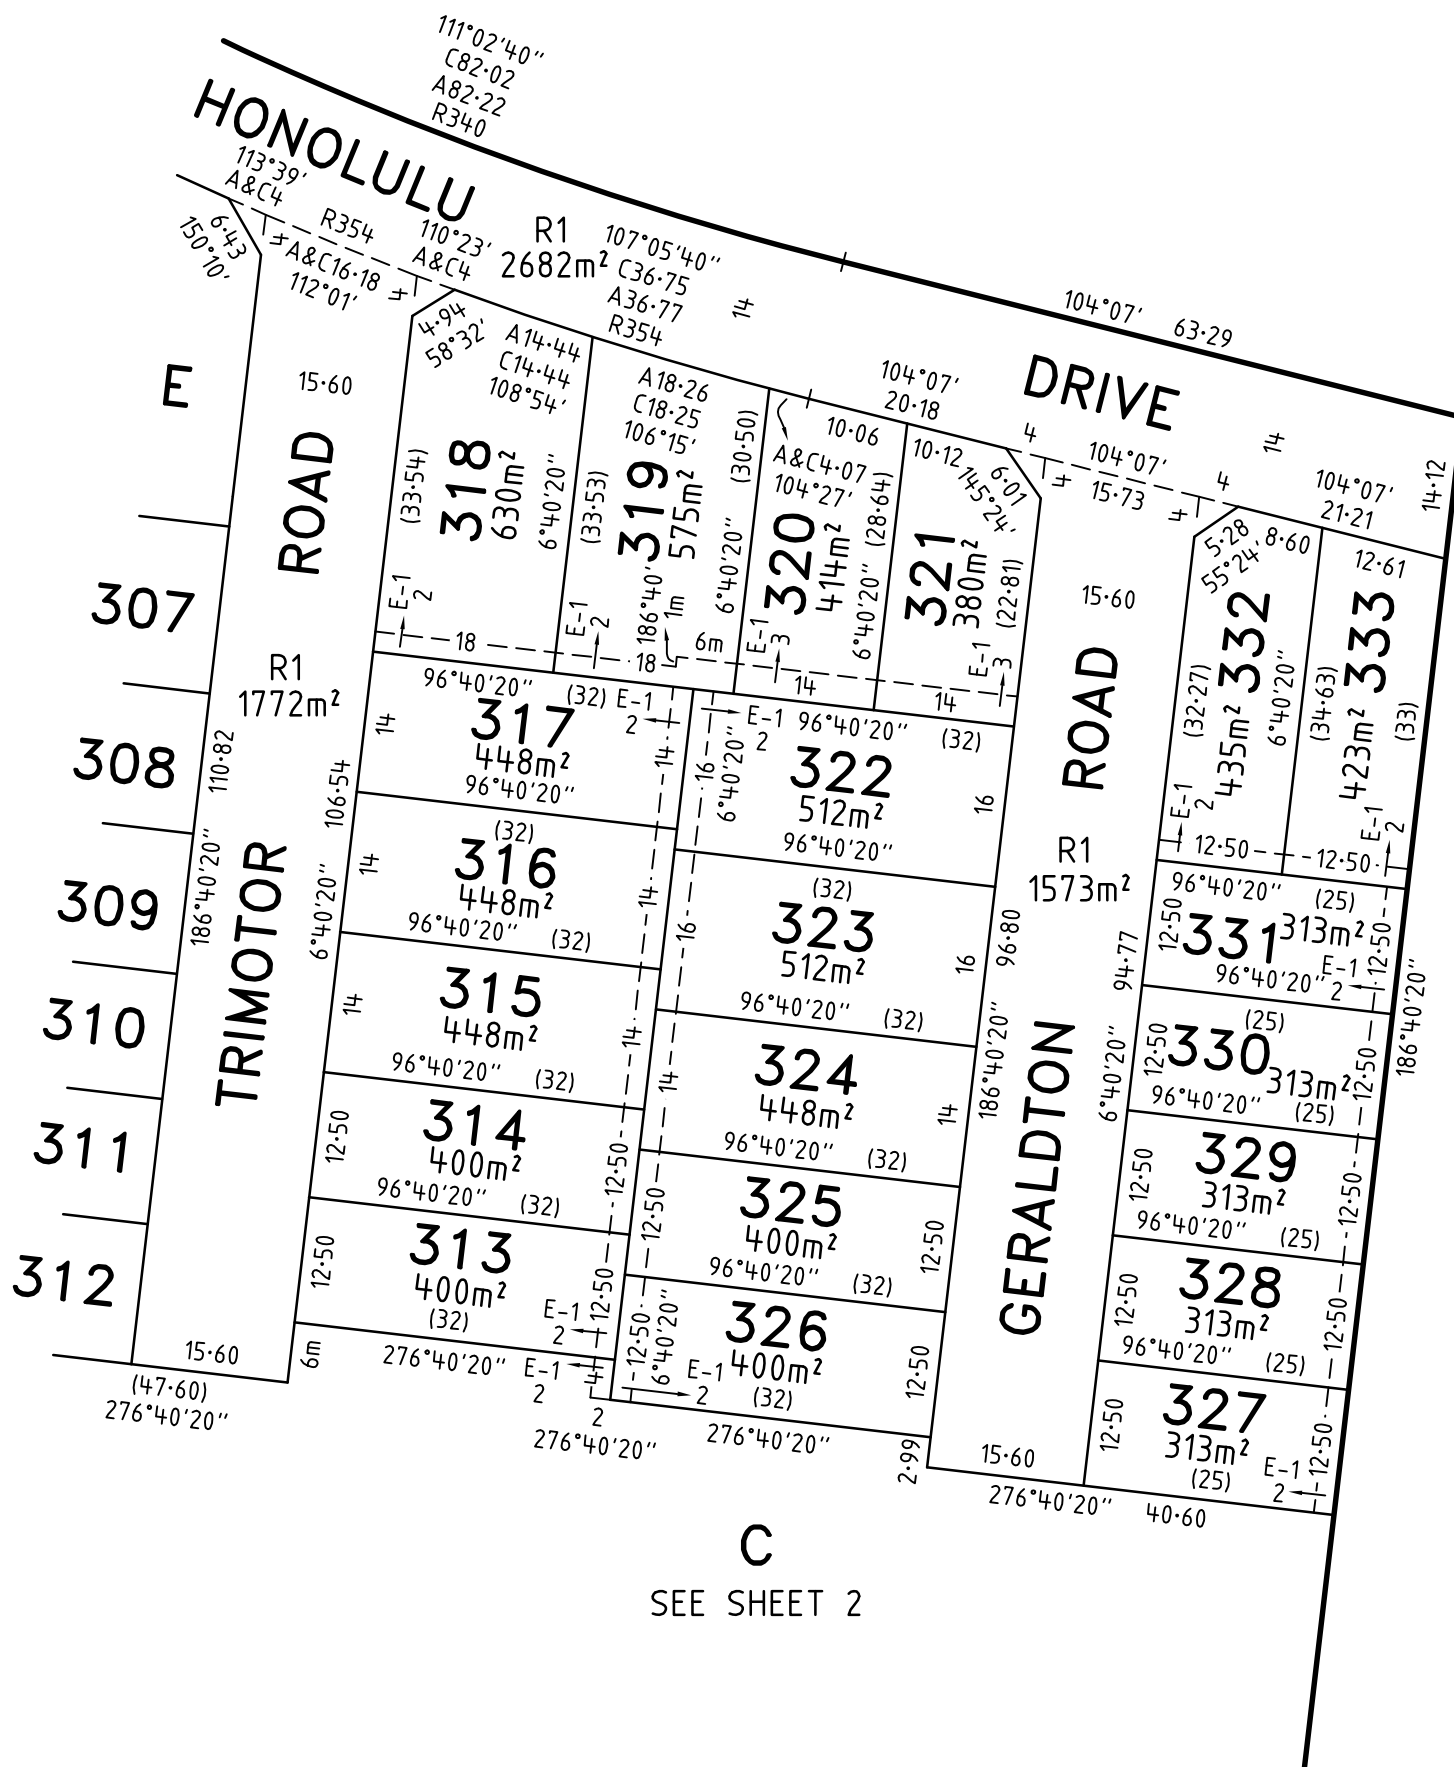 111°02'40"
C82·02
A82·22
R340
HONOLULU
113°39'
A&C4
R354
110°23'
A&C4
R1
2682m²
107°05'40"
C36·75
A36·77
R354
14
104°07'
63·29
DRIVE
6·43
150°10'
4
A&C16·18
112°01'
4
4·94
58°32'
A14·44
C14·44
108°54'
A18·26
C18·25
106°15'
104°07'
20·18
10·06
A&C4·07
104°27'
10·12
6·01
145°24'
4
104°07'
15·73
4
4
4
14
104°07'
21·21
14·12
5·28
55°24'
8·60
12·61
E
15·60
ROAD
(33·54)
318
630m²
6°40'20"
(33·53)
319
575m²
(30·50)
6°40'20"
320
414m²
(28·64)
6°40'20"
321
380m²
(22·81)
15·60
ROAD
(32·27)
332
435m²
6°40'20"
(34·63)
333
423m²
(33)
E-1
2
18
E-1
2
186°40'
1m
18
6m
E-1
3
14
E-1
3
14
E-1
2
12·50
E-1
2
12·50
307
R1
1772m²
308
309
310
311
312
110·82
186°40'20"
TRIMOTOR
106·54
6°40'20"
15·60
(47·60)
276°40'20"
6m
96°40'20"
(32)
E-1
2
317
448m²
14
14
96°40'20"
(32)
316
448m²
14
14
96°40'20"
(32)
315
448m²
14
14
96°40'20"
(32)
314
400m²
12·50
12·50
96°40'20"
(32)
313
400m²
12·50
12·50
(32)
E-1
2
276°40'20"
E-1
2
4
2
276°40'20"
E-1
2
96°40'20"
(32)
322
512m²
16
6°40'20"
16
96°40'20"
(32)
323
512m²
16
16
96°40'20"
(32)
324
448m²
14
14
96°40'20"
(32)
325
400m²
12·50
12·50
96°40'20"
(32)
326
400m²
12·50
6°40'20"
E-1
2
(32)
12·50
276°40'20"
2·99
R1
1573m²
96·80
186°40'20"
GERALDTON
94·77
6°40'20"
15·60
276°40'20"
40·60
96°40'20"
(25)
331
313m²
12·50
12·50
96°40'20"
E-1
2
186°40'20"
(25)
330
313m²
12·50
12·50
96°40'20"
(25)
329
313m²
12·50
12·50
96°40'20"
(25)
328
313m²
12·50
12·50
96°40'20"
(25)
327
313m²
12·50
12·50
(25)
E-1
2
C
SEE SHEET 2